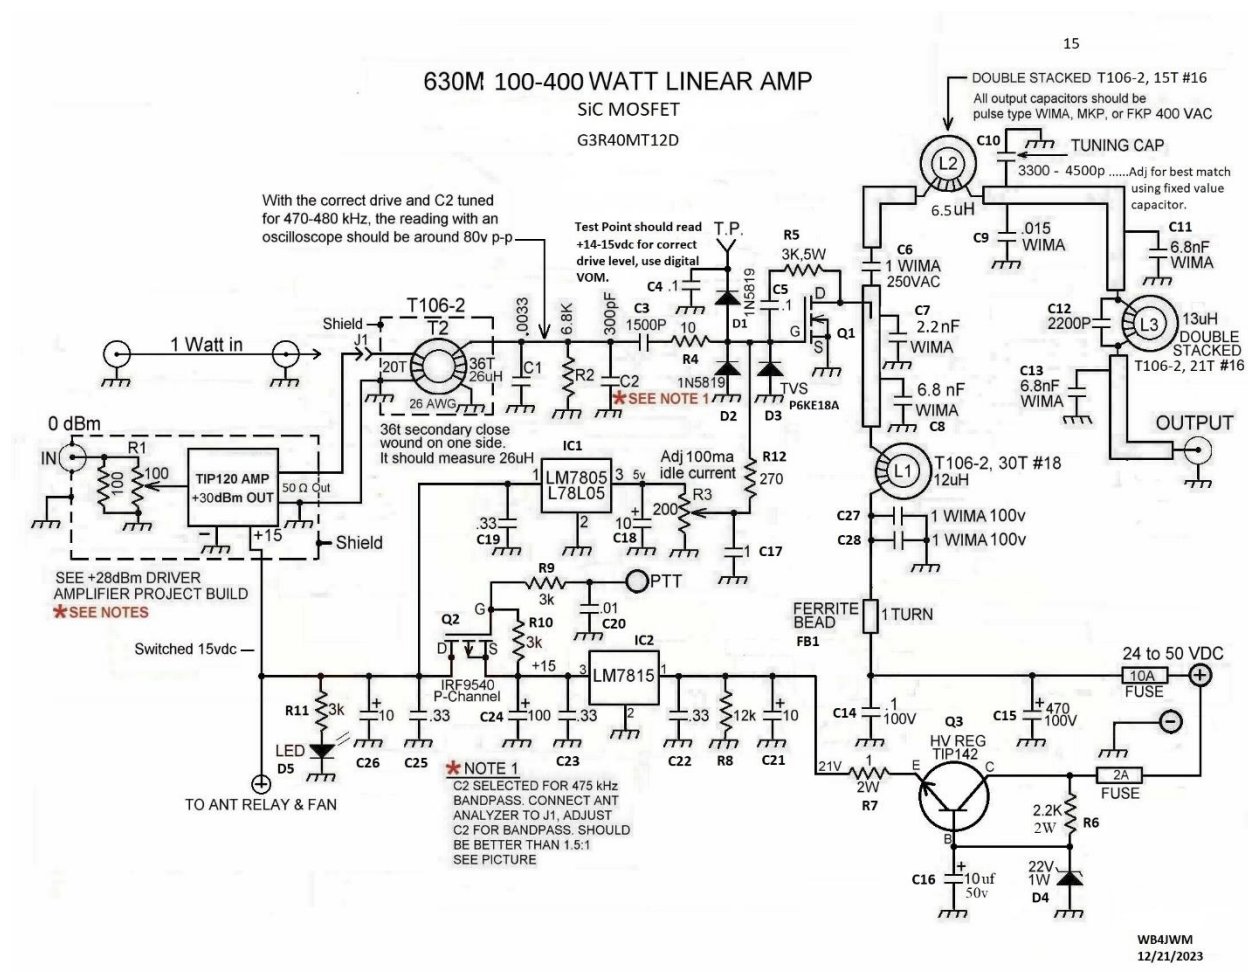 15
630M 100-400 WATT LINEAR AMP
SiC MOSFET
G3R40MT12D
DOUBLE STACKED T106-2, 15T #16
All output capacitors should be
pulse type WIMA, MKP, or FKP 400 VAC
C10
TUNING CAP
3300 - 4500p ......Adj for best match
using fixed value
capacitor.
L2
6.5uH
C9
.015
WIMA
C11
6.8nF
WIMA
With the correct drive and C2 tuned
for 470-480 kHz, the reading with an
oscilloscope should be around 80v p-p
Test Point should read
+14-15vdc for correct
drive level, use digital
VOM.
T.P.
R5
3K,5W
C6
1 WIMA
250VAC
C4 .1
1N5819
D1
C5
.1
D
G
S
Q1
C7
2.2nF
WIMA
C12
2200P
L3
13uH
DOUBLE
STACKED
T106-2, 21T #16
C13
6.8nF
WIMA
6.8 nF
WIMA
C8
OUTPUT
T106-2
Shield
T2
J1
1 Watt in
20T
36T
26uH
26 AWG
.0033
C1
6.8K
R2
300pF
C2
*SEE NOTE 1
C3
1500P
10
R4
1N5819
D2
D3
TVS
P6KE18A
36t secondary close
wound on one side.
It should measure 26uH
0 dBm
IN
R1
100
100
TIP120 AMP
+30dBm OUT
50 Ω Out
–
+15
Shield
SEE +28dBm DRIVER
AMPLIFIER PROJECT BUILD
*SEE NOTES
IC1
1
LM7805
L78L05
3
5v
2
.33
C19
+
10
C18
Adj 100ma
idle current
R3
200
R12
270
1
C17
L1
T106-2, 30T #18
12uH
C27
1 WIMA 100v
C28
1 WIMA 100v
FERRITE
BEAD
FB1
1 TURN
R9
3k
PTT
.01
C20
Q2
G
D
S
R10
3k
IRF9540
P-Channel
+15
IC2
3
LM7815
1
2
Switched 15vdc
R11
3k
LED
D5
+
10
C26
.33
C25
C24
+
100
.33
C23
.33
C22
12k
R8
+
10
C21
TO ANT RELAY & FAN
*NOTE 1
C2 SELECTED FOR 475 kHz
BANDPASS. CONNECT ANT
ANALYZER TO J1, ADJUST
C2 FOR BANDPASS. SHOULD
BE BETTER THAN 1.5:1
SEE PICTURE
24 to 50 VDC
10A
FUSE
+
–
C14
.1
100V
C15
+
470
100V
Q3
HV REG
TIP142
21V
1
2W
R7
E
C
B
2A
FUSE
2.2K
2W
R6
C16
+
10uf
50v
22V
1W
D4
WB4JWM
12/21/2023